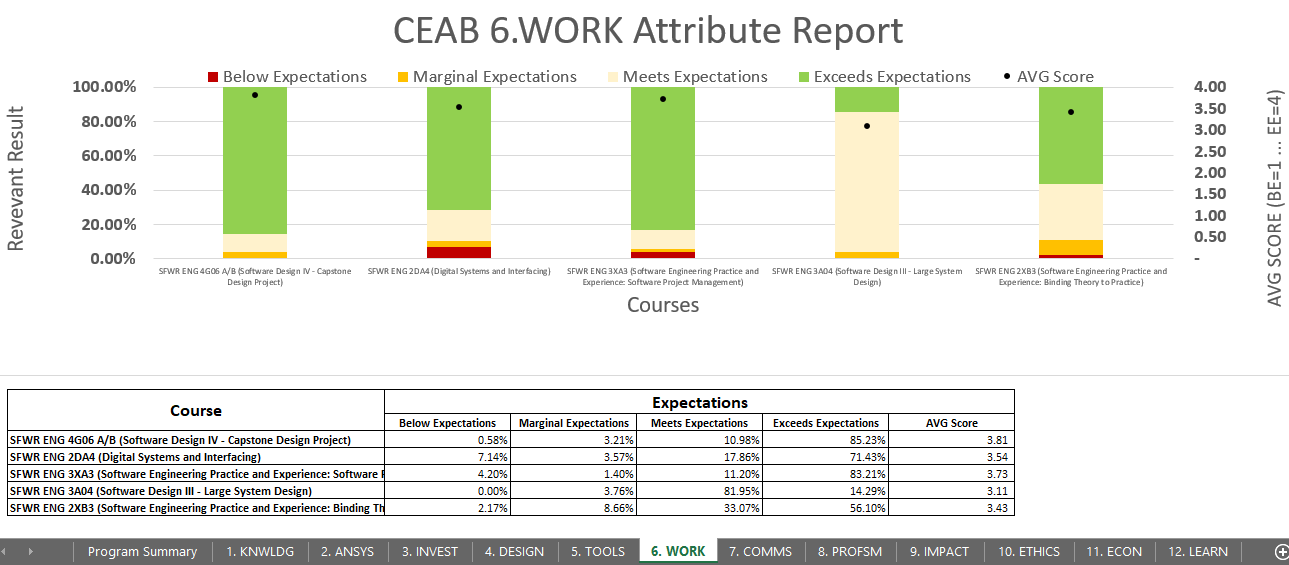 CEAB 6.WORK Attribute Report
Below Expectations Marginal Expectations Meets Expectations Exceeds Expectations AVG Score
Revevant Result
100.00%
80.00%
60.00%
40.00%
20.00%
0.00%
4.00
3.50
3.00
2.50
2.00
1.50
1.00
0.50
-
AVG SCORE (BE=1 ... EE=4)
SFWR ENG 4G06 A/B (Software Design IV - Capstone
Design Project)
SFWR ENG 2DA4 (Digital Systems and Interfacing)
SFWR ENG 3XA3 (Software Engineering Practice and
Experience: Software Project Management)
SFWR ENG 3A04 (Software Design III - Large System
Design)
SFWR ENG 2XB3 (Software Engineering Practice and
Experience: Binding Theory to Practice)
Courses
Course Expectations
Below Expectations Marginal Expectations Meets Expectations Exceeds Expectations AVG Score
SFWR ENG 4G06 A/B (Software Design IV - Capstone Design Project) 0.58% 3.21% 10.98% 85.23% 3.81
SFWR ENG 2DA4 (Digital Systems and Interfacing) 7.14% 3.57% 17.86% 71.43% 3.54
SFWR ENG 3XA3 (Software Engineering Practice and Experience: Software P 4.20% 1.40% 11.20% 83.21% 3.73
SFWR ENG 3A04 (Software Design III - Large System Design) 0.00% 3.76% 81.95% 14.29% 3.11
SFWR ENG 2XB3 (Software Engineering Practice and Experience: Binding Th 2.17% 8.66% 33.07% 56.10% 3.43
Program Summary 1. KNWLDG 2. ANSYS 3. INVEST 4. DESIGN 5. TOOLS 6. WORK 7. COMMS 8. PROFSM 9. IMPACT 10. ETHICS 11. ECON 12. LEARN